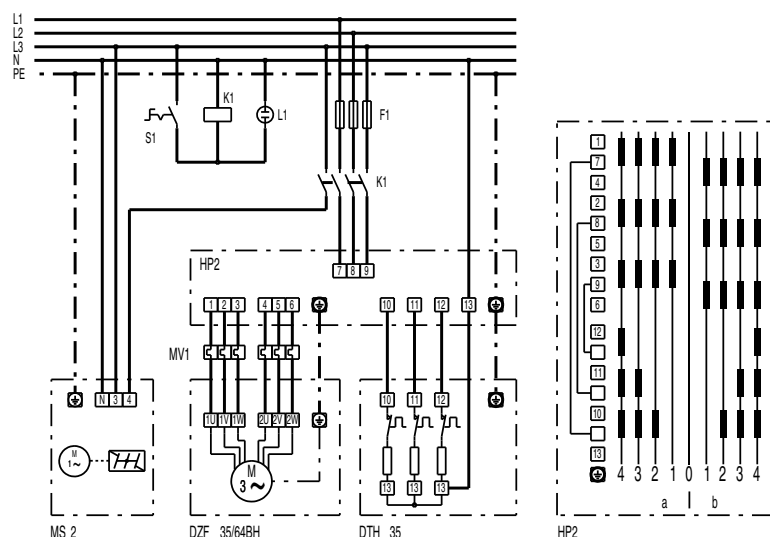 L1
L2
L3
N
PE
K1
L1
F1
S1
K1
HP2
7 8 9
1 2 3 4 5 6 10 11 12 13
MV1
N 3 4
1U 1V 1W 2U 2V 2W
10 11 12
M
1~
M
3~
13 13 13
MS 2
DZF 35/64BH
DTH 35
1
7
4
2
8
5
3
9
6
12
11
10
13
4 3 2 1 0 1 2 3 4
a b
HP2